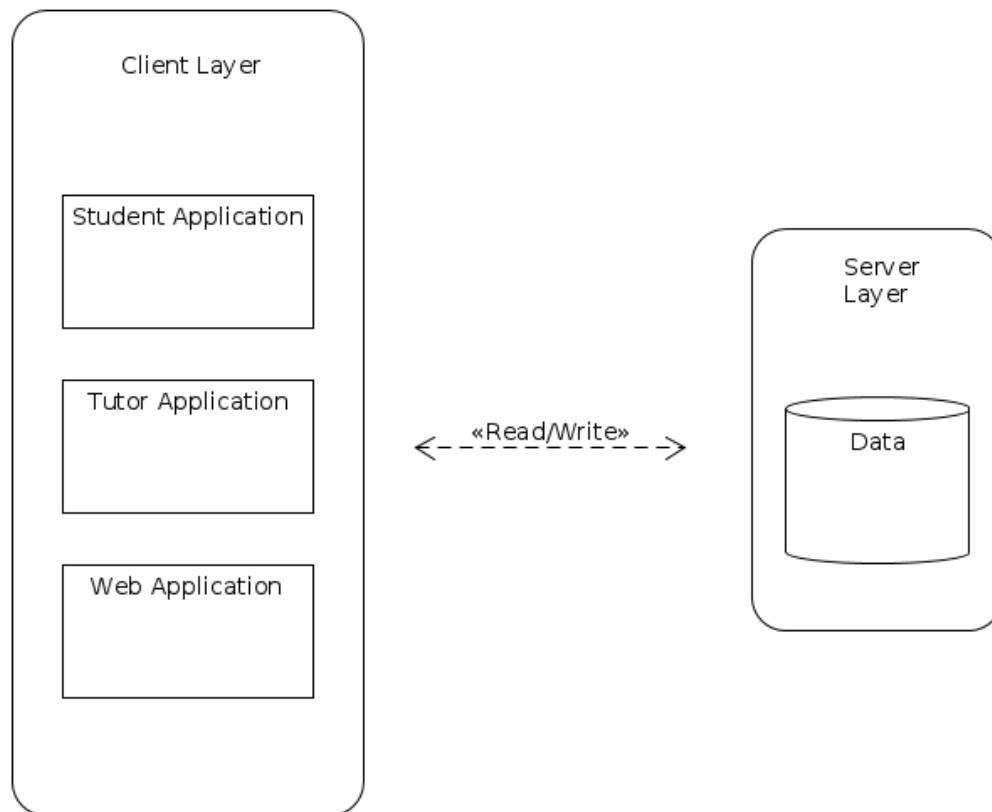 Client Layer
Student Application
Tutor Application
Web Application
«Read/Write»
Server
Layer
Data